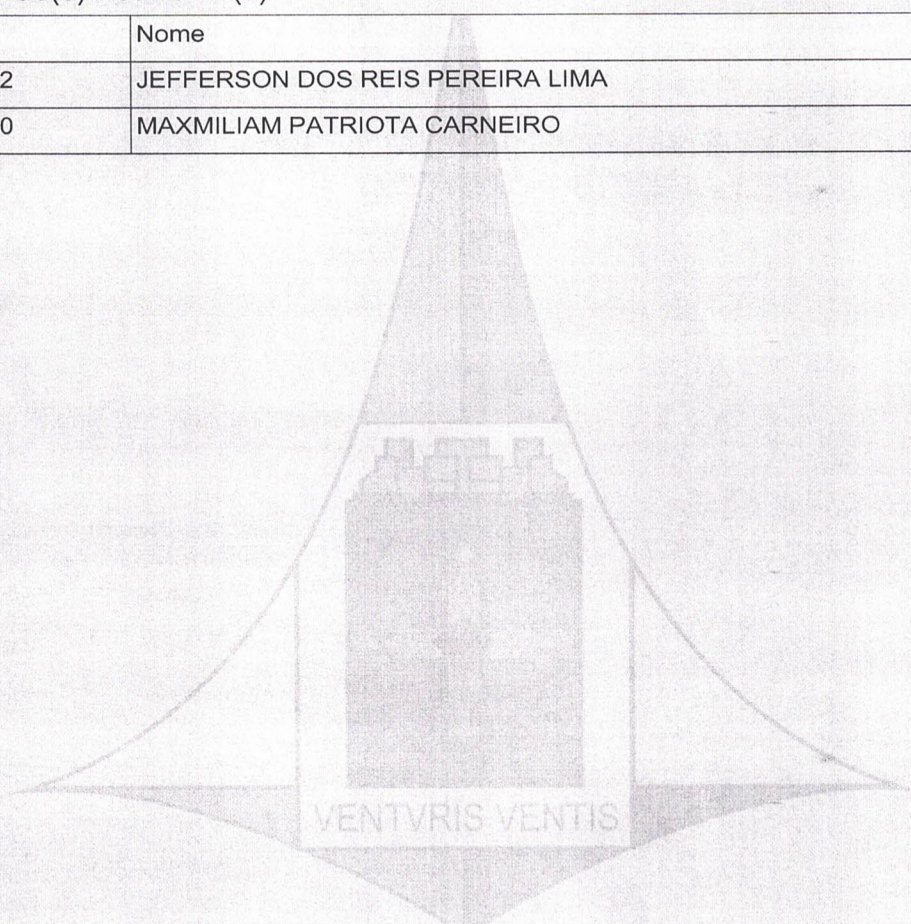 Nome
2 JEFFERSON DOS REIS PEREIRA LIMA
0 MAXMILIAM PATRIOTA CARNEIRO
VENTVRIS VENTIS